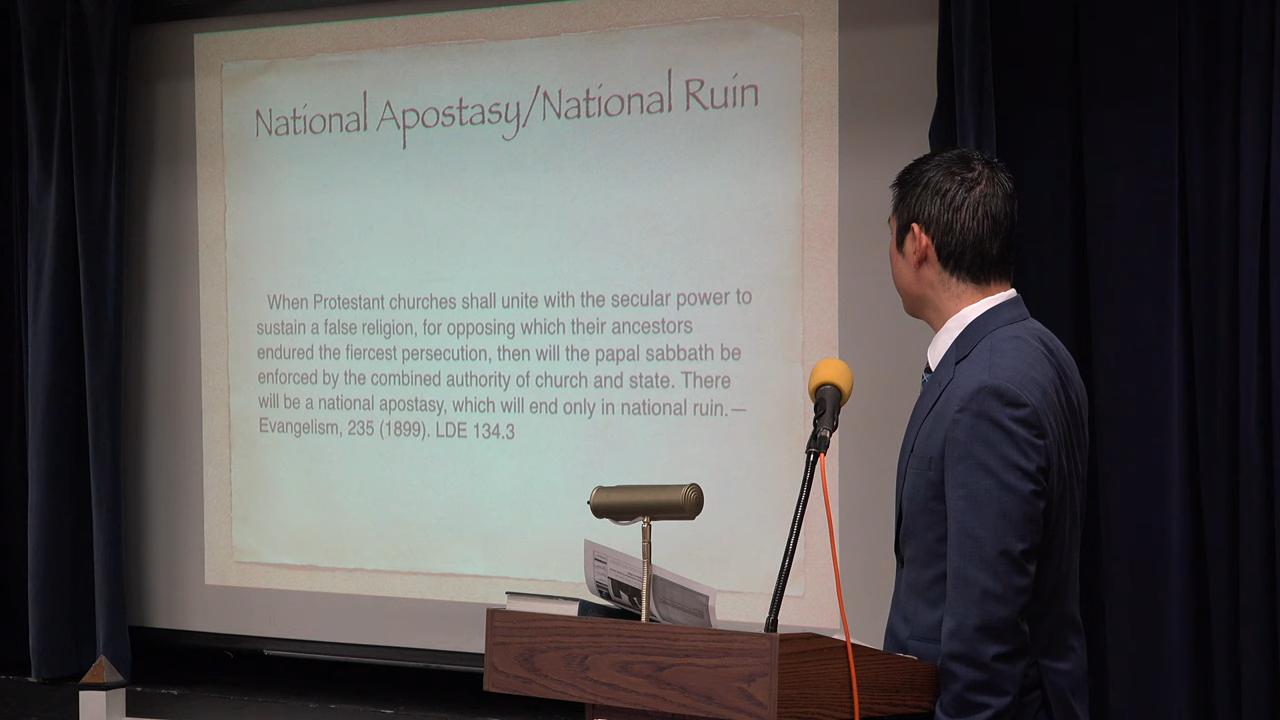 National Apostasy/National Ruin
When Protestant churches shall unite with the secular power to
sustain a false religion, for opposing which their ancestors
endured the fiercest persecution, then will the papal sabbath be
enforced by the combined authority of church and state. There
will be a national apostasy, which will end only in national ruin.—
Evangelism, 235 (1899). LDE 134.3